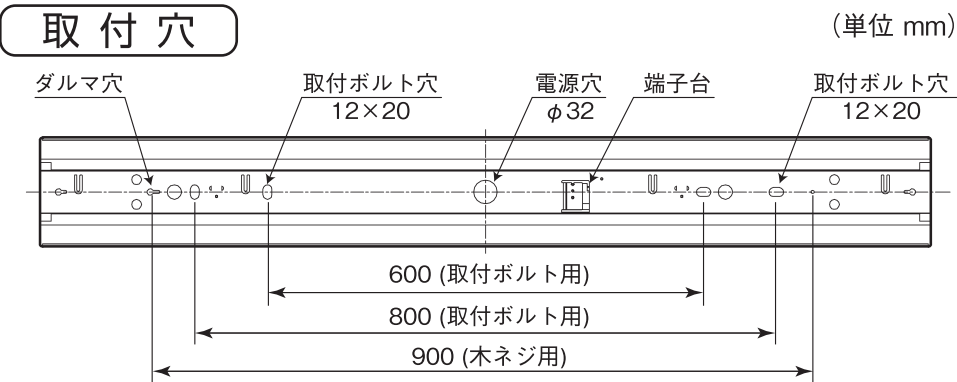 取付穴
(単位 mm)
ダルマ穴
取付ボルト穴
12×20
電源穴
φ32
端子台
取付ボルト穴
12×20
600 (取付ボルト用)
800 (取付ボルト用)
900 (木ネジ用)